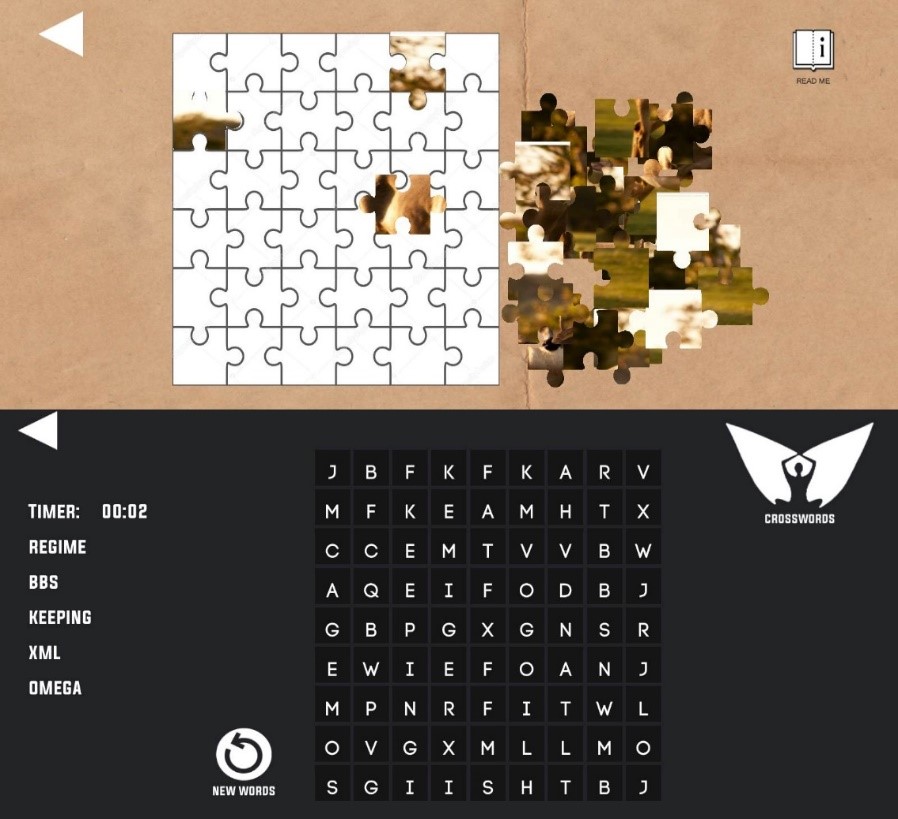 i
READ ME
TIMER: 00:02
REGIME
BBS
KEEPING
XML
OMEGA
NEW WORDS
J B F K F K A R V
M F K E A M H T X
C C E M T V V B W
A Q E I F O D B J
G B P G X G N S R
E W I E F O A N J
M P N R F I T W L
O V G X M L L M O
S G I I S H T B J
CROSSWORDS